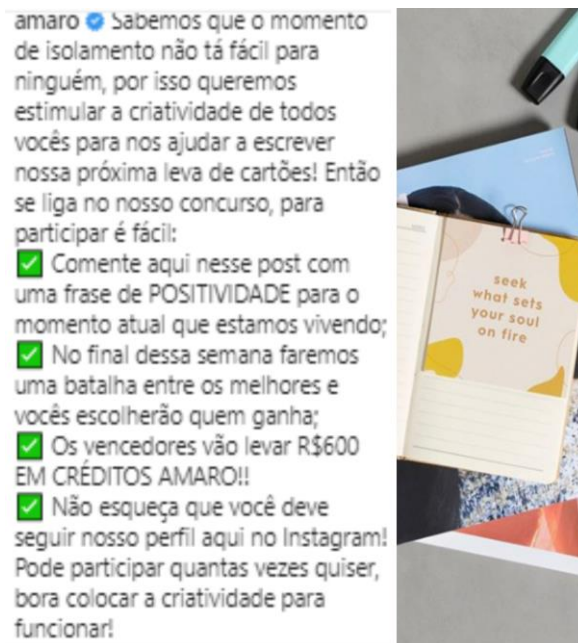 amaro Sabemos que o momento
de isolamento não tá fácil para
ninguém, por isso queremos
estimular a criatividade de todos
vocês para nos ajudar a escrever
nossa próxima leva de cartões! Então
se liga no nosso concurso, para
participar é fácil:
✅ Comente aqui nesse post com
uma frase de POSITIVIDADE para o
momento atual que estamos vivendo;
✅ No final dessa semana faremos
uma batalha entre os melhores e
vocês escolherão quem ganha;
✅ Os vencedores vão levar R$600
EM CRÉDITOS AMARO!!
✅ Não esqueça que você deve
seguir nosso perfil aqui no Instagram!
Pode participar quantas vezes quiser,
bora colocar a criatividade para
funcionar!
seek
what sets
your soul
on fire